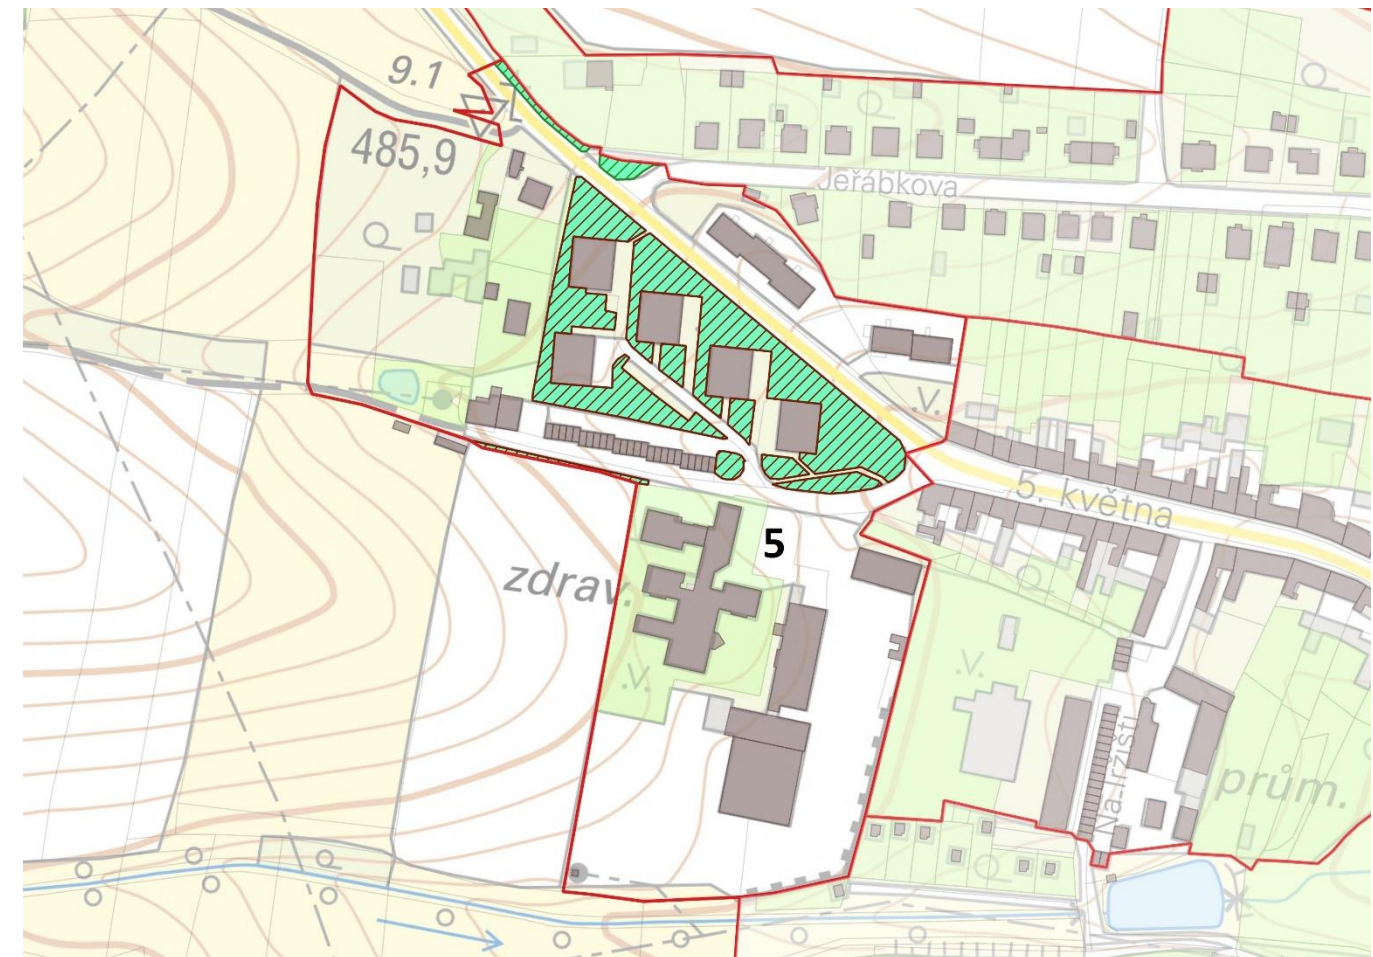 9.1
485,9
Jeřábkova
.v.
5. května
5
zdrav.
.v.
.v.
Na Tržišti
prům.